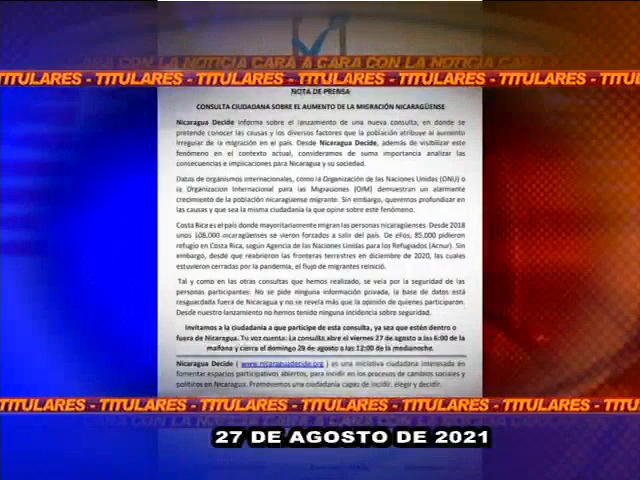 CARA CON LA NOTICIA CARA A CARA CON LA NOTICIA CARA A
TITULARES - TITULARES - TITULARES - TITULARES - TITULARES - TITULARES
NOTA DE PRENSA
CONSULTA CIUDADANA SOBRE EL AUMENTO DE LA MIGRACIÓN NICARAGÜENSE
Nicaragua Decide informa sobre el lanzamiento de una nueva consulta, en donde se
pretende conocer las causas y los diversos factores que la población atribuye al aumento
irregular de la migración en el país. Desde Nicaragua Decide, además de visibilizar este
fenómeno en el contexto actual, consideramos de suma importancia analizar las
consecuencias e implicaciones para Nicaragua y su sociedad.
Datos de organismos internacionales, como la Organización de las Naciones Unidas (ONU) o
la Organizacion Internacional para las Migraciones (OIM) demuestran un alarmante
crecimiento de la población nicaragüense migrante. Sin embargo, queremos profundizar en
las causas y que sea la misma ciudadanía la que opine sobre este fenómeno.
Costa Rica es el país donde mayoritariamente migran las personas nicaragüenses. Desde 2018
unos 108,000 nicaragüenses se vieron forzados a salir del país. De ellos, 85,000 pidieron
refugio en Costa Rica, según Agencia de las Naciones Unidas para los Refugiados (Acnur). Sin
embargo, desde que reabrieron las fronteras terrestres en diciembre de 2020, las cuales
estuvieron cerradas por la pandemia, el flujo de migrantes reinició.
Tal y como en las otras consultas que hemos realizado, se veía por la seguridad de las
personas participantes. No se pide ninguna información privada, la base de datos está
resguardada fuera de Nicaragua y no se revela más que la opinión de quienes participaron.
Desde nuestro lanzamiento no hemos tenido ninguna incidencia sobre seguridad.
Invitamos a la ciudadanía a que participe de esta consulta, ya sea que estén dentro o
fuera de Nicaragua. Tu voz cuenta. La consulta abre el viernes 27 de agosto a las 6:00 de la
mañana y cierra el domingo 29 de agosto a las 12:00 de la medianoche.
Nicaragua Decide ( www.nicaraguadecide.org ) es una iniciativa ciudadana interesada en
fomentar espacios participativos abiertos, para incidir en los procesos de cambios sociales y
políticos en Nicaragua. Promovemos una ciudadanía capaz de incidir, elegir y decidir.
TITULARES - TITULARES - TITULARES - TITULARES - TITULARES - TITULARES
CARA CON LA NOTICIA CARA A CARA CON LA NOTICIA CARA A
27 DE AGOSTO DE 2021